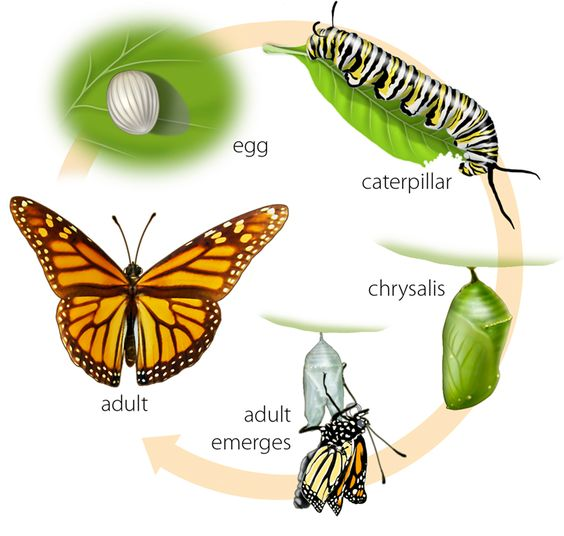 egg
caterpillar
chrysalis
adult
emerges
adult